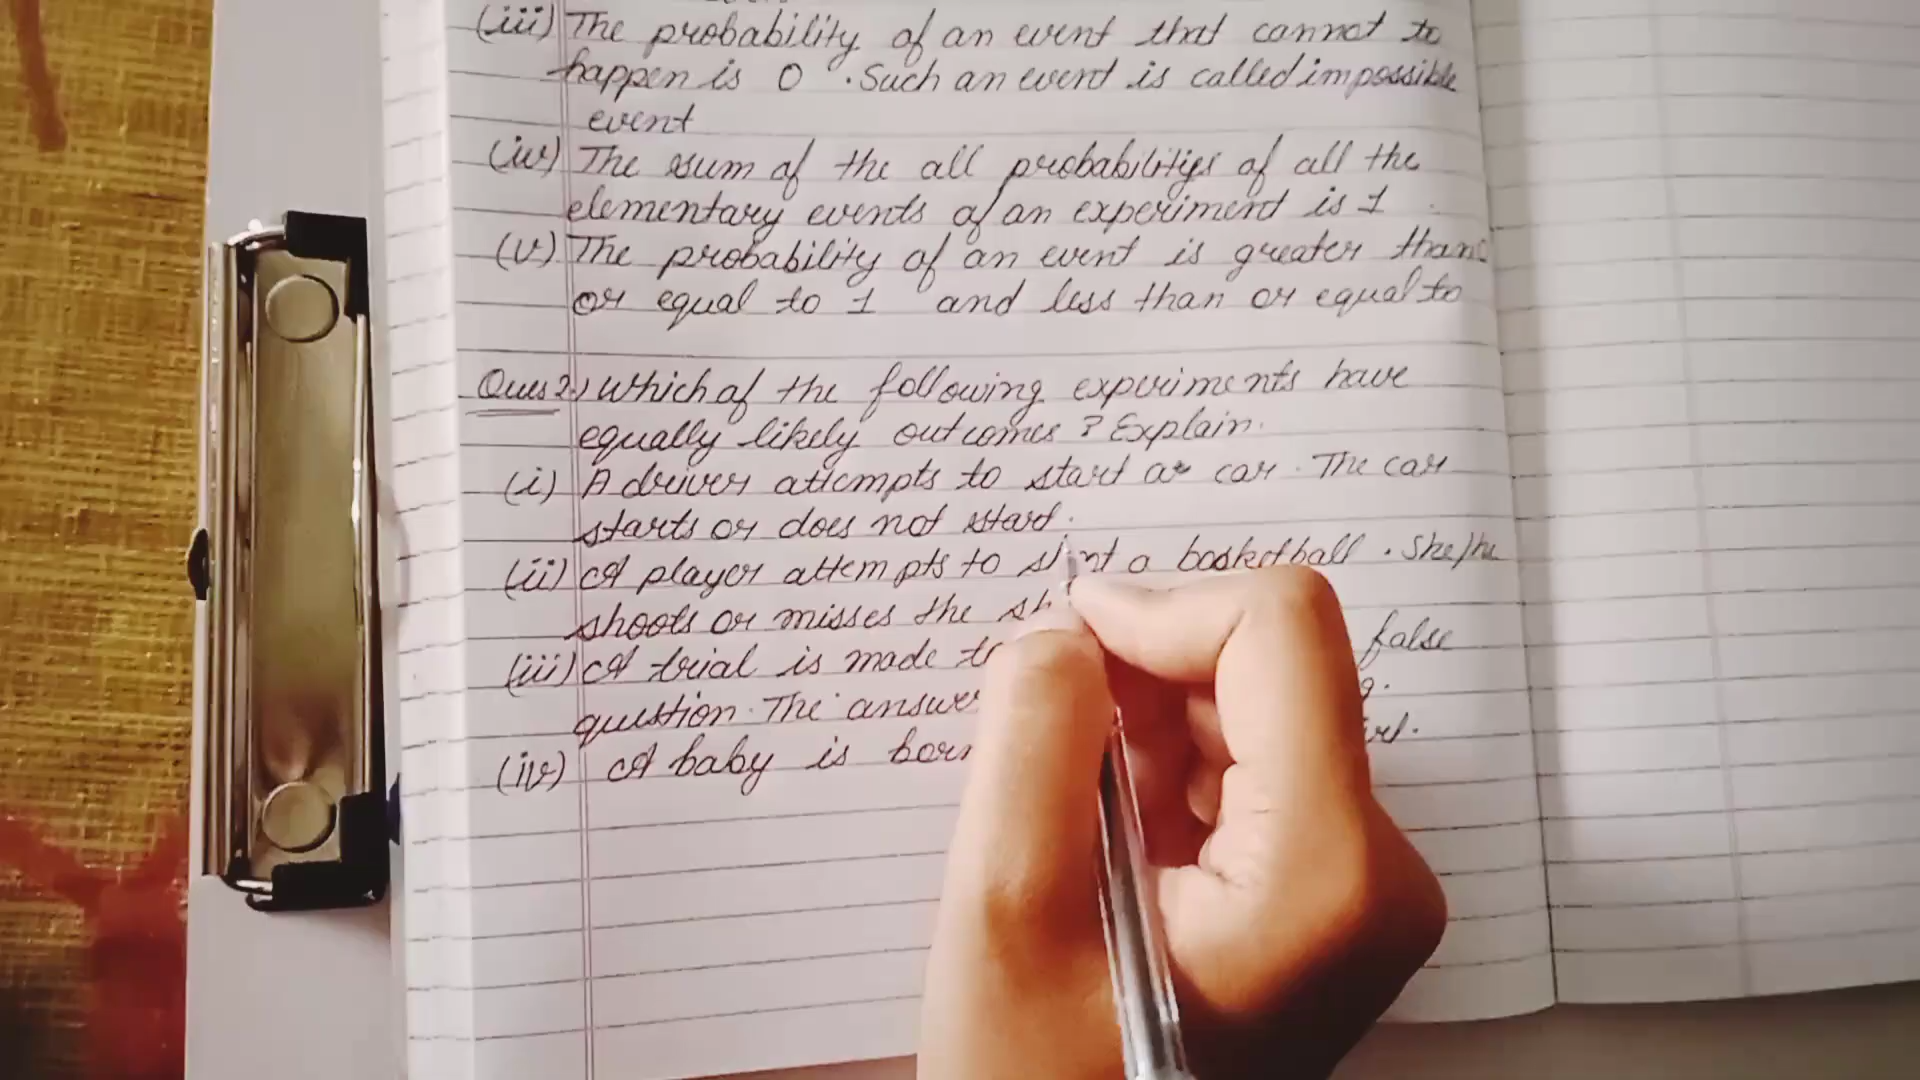 (iii) The probability of an event that cannot to
happen is 0. Such an event is called impossible
event
(iv) The sum of the all probabilities of all the
elementary events of an experiment is 1.
(v) The probability of an event is greater than
or equal to 1 and less than or equal to
Ques 2.) Which of the following experiments have
equally likely outcomes? Explain.
(i) A driver attempts to start a car. The car
starts or does not start.
(ii) A player attempts to a basketball. She/he
shoots or misses the
(iii) A trial is made false
question. The
(iv) A baby is